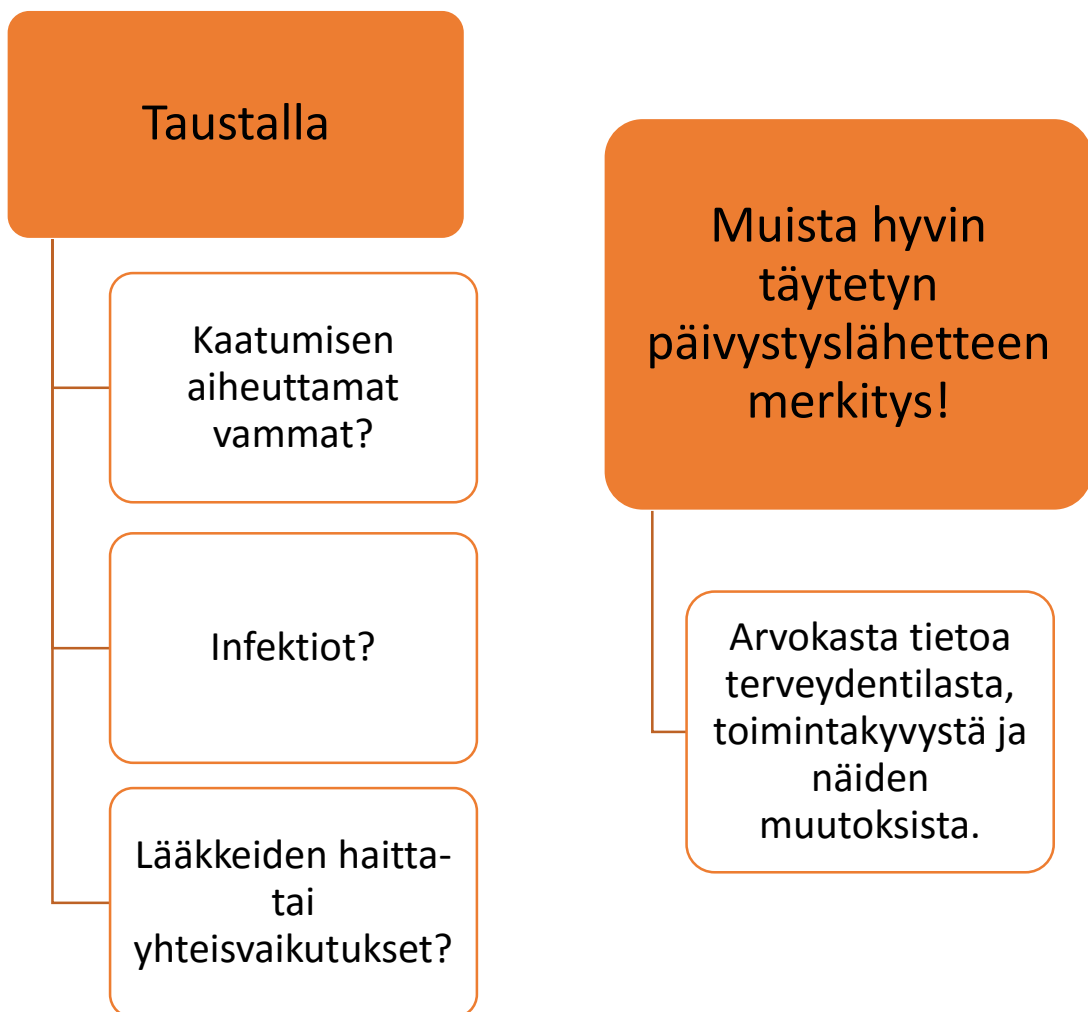 Taustalla
Kaatumisen
aiheuttamat
vammat?
Infektiot?
Lääkkeiden haitta-
tai
yhteisvaikutukset?
Muista hyvin
täytetyn
päivystyslähetteen
merkitys!
Arvokasta tietoa
terveydentilasta,
toimintakyvystä ja
näiden
muutoksista.